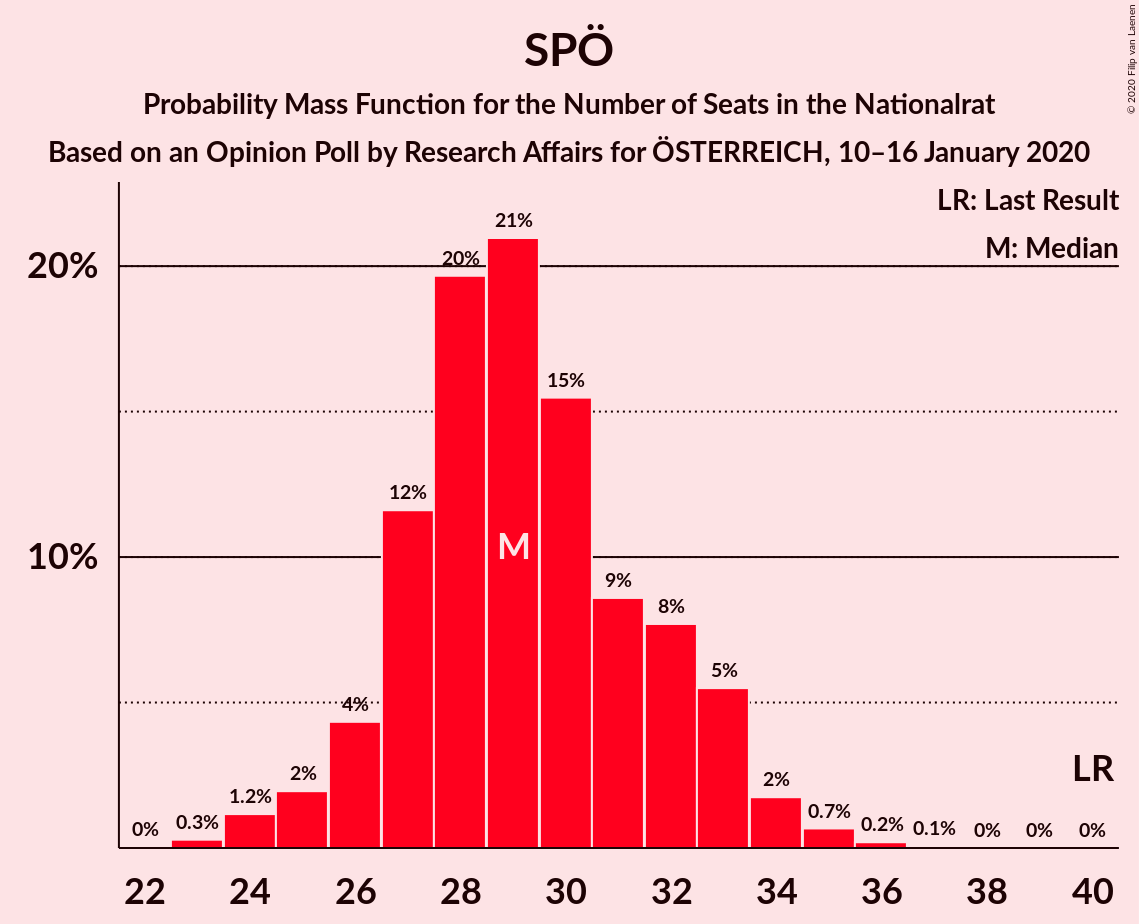 SPÖ
Probability Mass Function for the Number of Seats in the Nationalrat
Based on an Opinion Poll by Research Affairs for ÖSTERREICH, 10–16 January 2020
© 2020 Filip van Laenen
LR: Last Result
M: Median
20%
10%
0%
0.3%
1.2%
2%
4%
12%
20%
21%
15%
9%
8%
5%
2%
0.7%
0.2%
0.1%
0%
0%
0%
M
LR
22 24 26 28 30 32 34 36 38 40